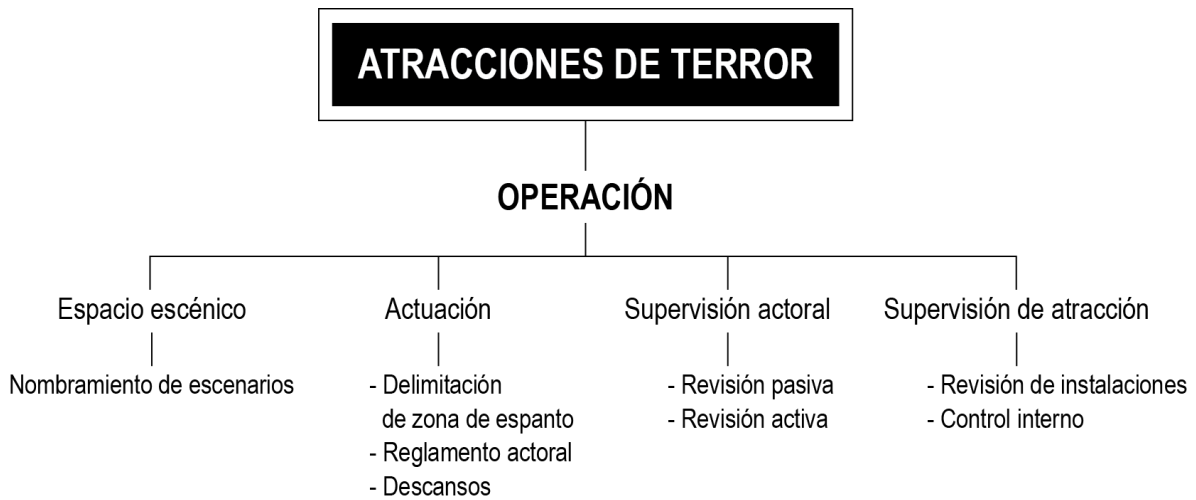 ATRACCIONES DE TERROR
OPERACIÓN
Espacio escénico
Nombramiento de escenarios
Actuación
- Delimitación
de zona de espanto
- Reglamento actoral
- Descansos
Supervisión actoral
- Revisión pasiva
- Revisión activa
Supervisión de atracción
- Revisión de instalaciones
- Control interno